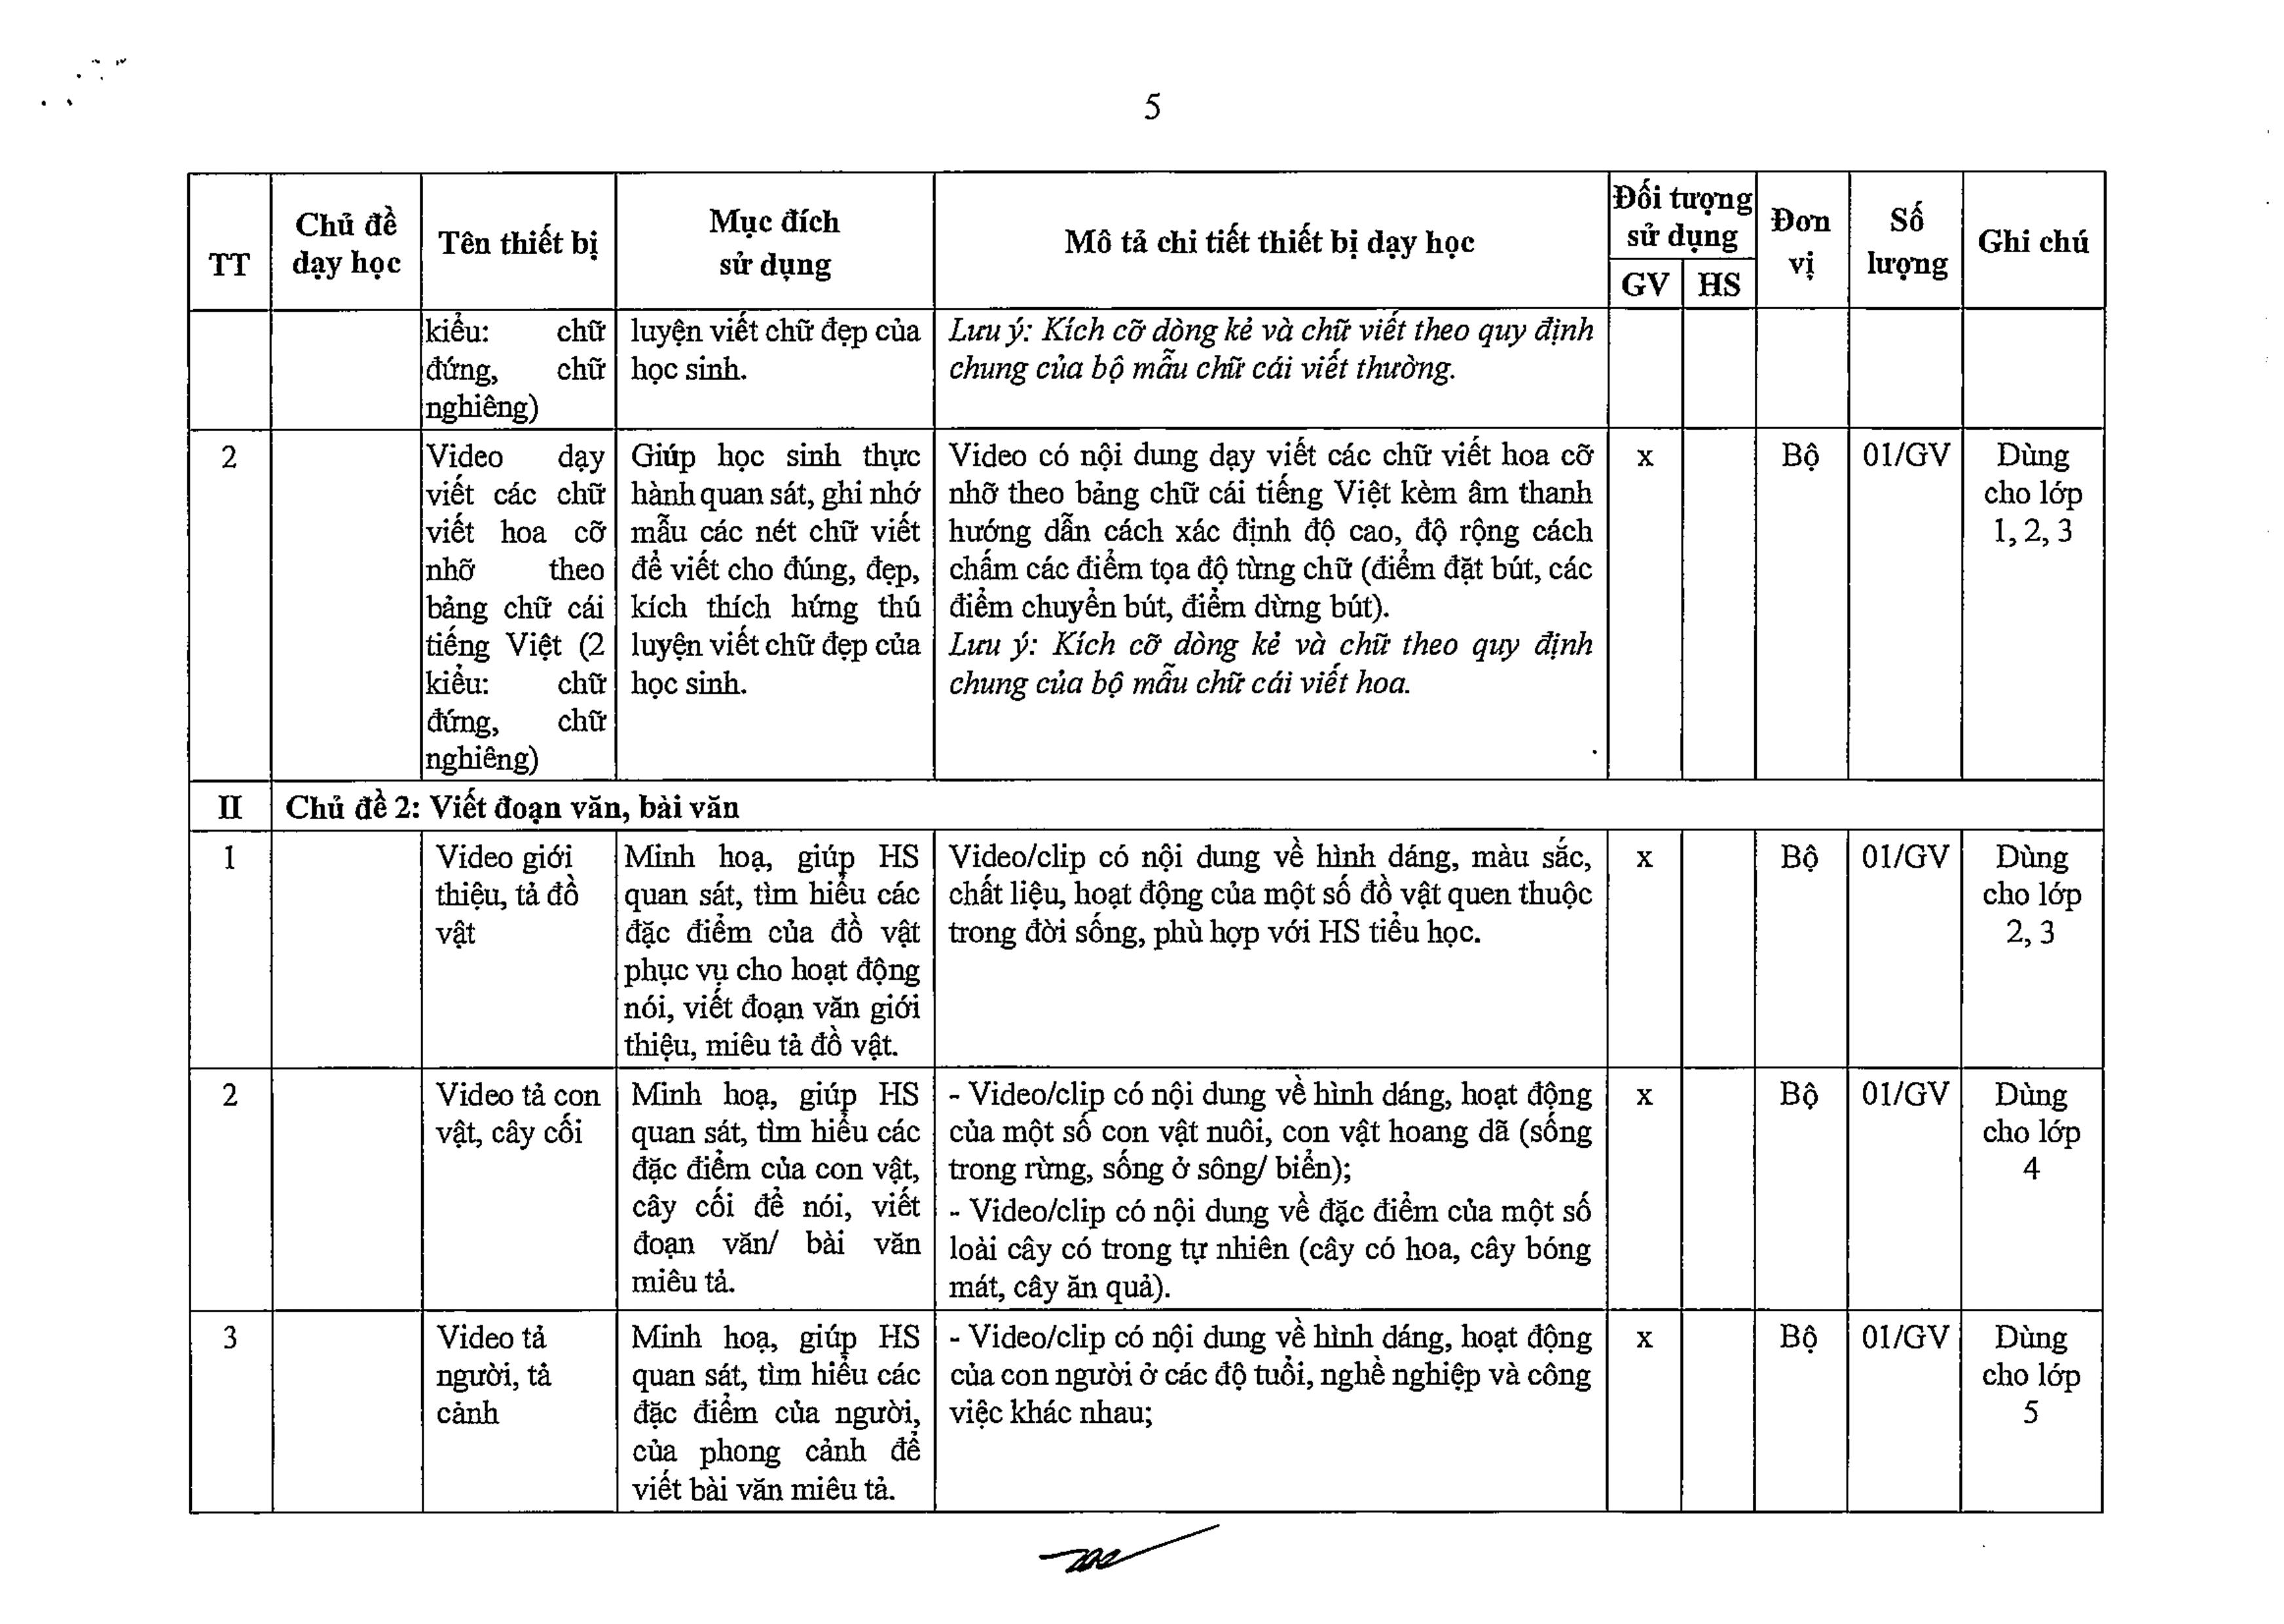 5
TT
Chủ đề
dạy học
Tên thiết bị
Mục đích
sử dụng
Mô tả chi tiết thiết bị dạy học
Đối tượng
sử dụng
GV HS
Đơn
vị
Số
lượng
Ghi chú
kiểu: chữ
đứng, chữ
nghiêng)
luyện viết chữ đẹp của
học sinh.
Lưu ý: Kích cỡ dòng kẻ và chữ viết theo quy định
chung của bộ mẫu chữ cái viết thường.
2
Video dạy
viết các chữ
viết hoa cỡ
nhỡ theo
bảng chữ cái
tiếng Việt (2
kiểu: chữ
đứng, chữ
nghiêng)
Giúp học sinh thực
hành quan sát, ghi nhớ
mẫu các nét chữ viết
để viết cho đúng, đẹp,
kích thích hứng thú
luyện viết chữ đẹp của
học sinh.
Video có nội dung dạy viết các chữ viết hoa cỡ
nhỡ theo bảng chữ cái tiếng Việt kèm âm thanh
hướng dẫn cách xác định độ cao, độ rộng cách
chấm các điểm tọa độ từng chữ (điểm đặt bút, các
điểm chuyển bút, điểm dừng bút).
Lưu ý: Kích cỡ dòng kẻ và chữ theo quy định
chung của bộ mẫu chữ cái viết hoa.
x
Bộ
01/GV
Dùng
cho lớp
1, 2, 3
II Chủ đề 2: Viết đoạn văn, bài văn
1
Video giới
thiệu, tả đồ
vật
Minh hoạ, giúp HS
quan sát, tìm hiểu các
đặc điểm của đồ vật
phục vụ cho hoạt động
nói, viết đoạn văn giới
thiệu, miêu tả đồ vật.
Video/clip có nội dung về hình dáng, màu sắc,
chất liệu, hoạt động của một số đồ vật quen thuộc
trong đời sống, phù hợp với HS tiểu học.
x
Bộ
01/GV
Dùng
cho lớp
2, 3
2
Video tả con
vật, cây cối
Minh hoạ, giúp HS
quan sát, tìm hiểu các
đặc điểm của con vật,
cây cối để nói, viết
đoạn văn/ bài văn
miêu tả.
- Video/clip có nội dung về hình dáng, hoạt động
của một số con vật nuôi, con vật hoang dã (sống
trong rừng, sống ở sông/ biển);
- Video/clip có nội dung về đặc điểm của một số
loài cây có trong tự nhiên (cây có hoa, cây bóng
mát, cây ăn quả).
x
Bộ
01/GV
Dùng
cho lớp
4
3
Video tả
người, tả
cảnh
Minh hoạ, giúp HS
quan sát, tìm hiểu các
đặc điểm của người,
của phong cảnh để
viết bài văn miêu tả.
- Video/clip có nội dung về hình dáng, hoạt động
của con người ở các độ tuổi, nghề nghiệp và công
việc khác nhau;
x
Bộ
01/GV
Dùng
cho lớp
5